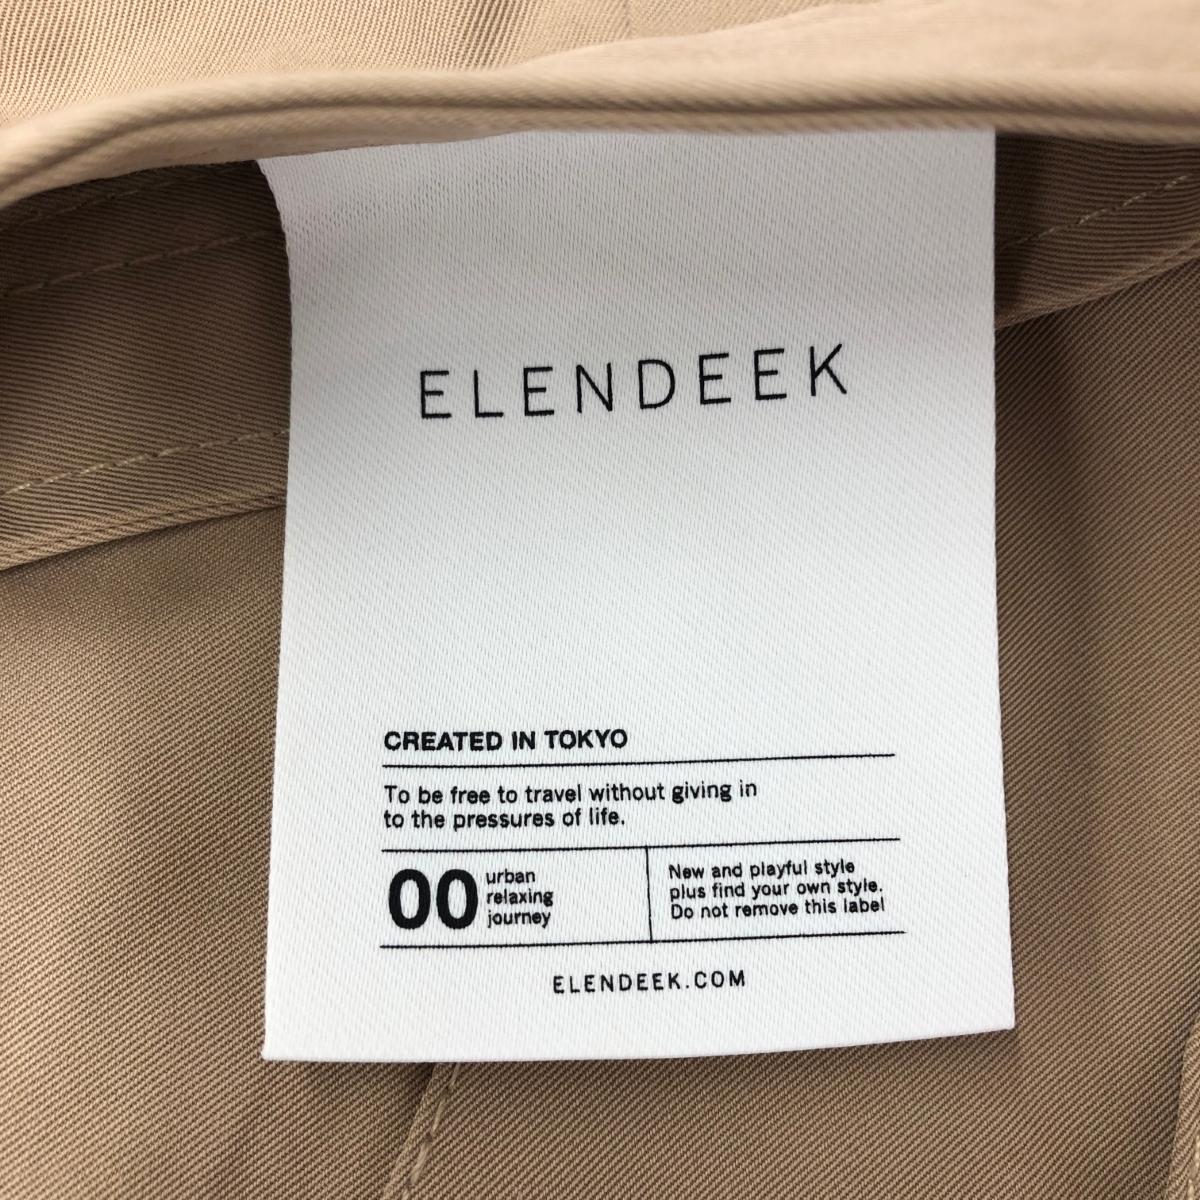 ELENDEEK
CREATED IN TOKYO
To be free to travel without giving in
to the pressures of life.
00
urban
relaxing
journey
New and playful style
plus find your own style.
Do not remove this label
ELENDEEK.COM